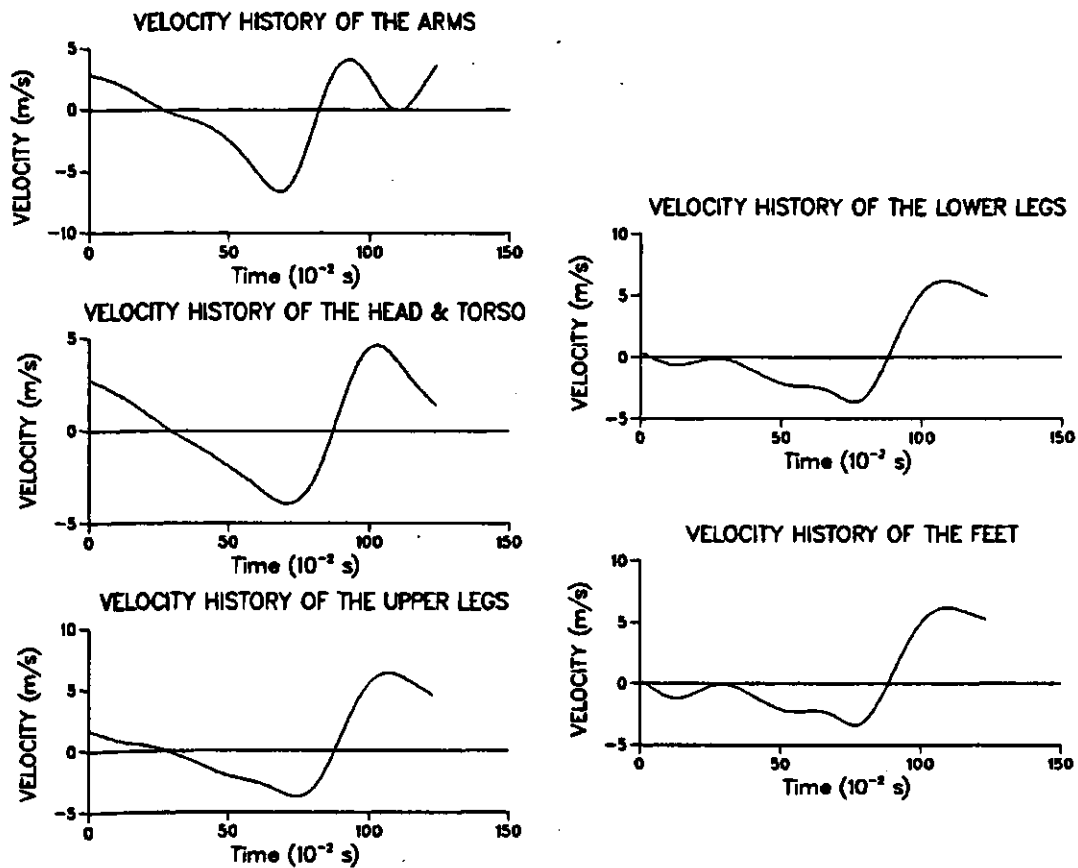 VELOCITY HISTORY OF THE ARMS
VELOCITY (m/s)
5
0
-5
-10
0 50 100 150
Time (10⁻² s)
VELOCITY HISTORY OF THE HEAD & TORSO
VELOCITY (m/s)
5
0
-5
0 50 100 150
Time (10⁻² s)
VELOCITY HISTORY OF THE UPPER LEGS
VELOCITY (m/s)
10
5
0
-5
0 50 100 150
Time (10⁻² s)
VELOCITY HISTORY OF THE LOWER LEGS
VELOCITY (m/s)
10
5
0
-5
0 50 100 150
Time (10⁻² s)
VELOCITY HISTORY OF THE FEET
VELOCITY (m/s)
10
5
0
-5
0 50 100 150
Time (10⁻² s)